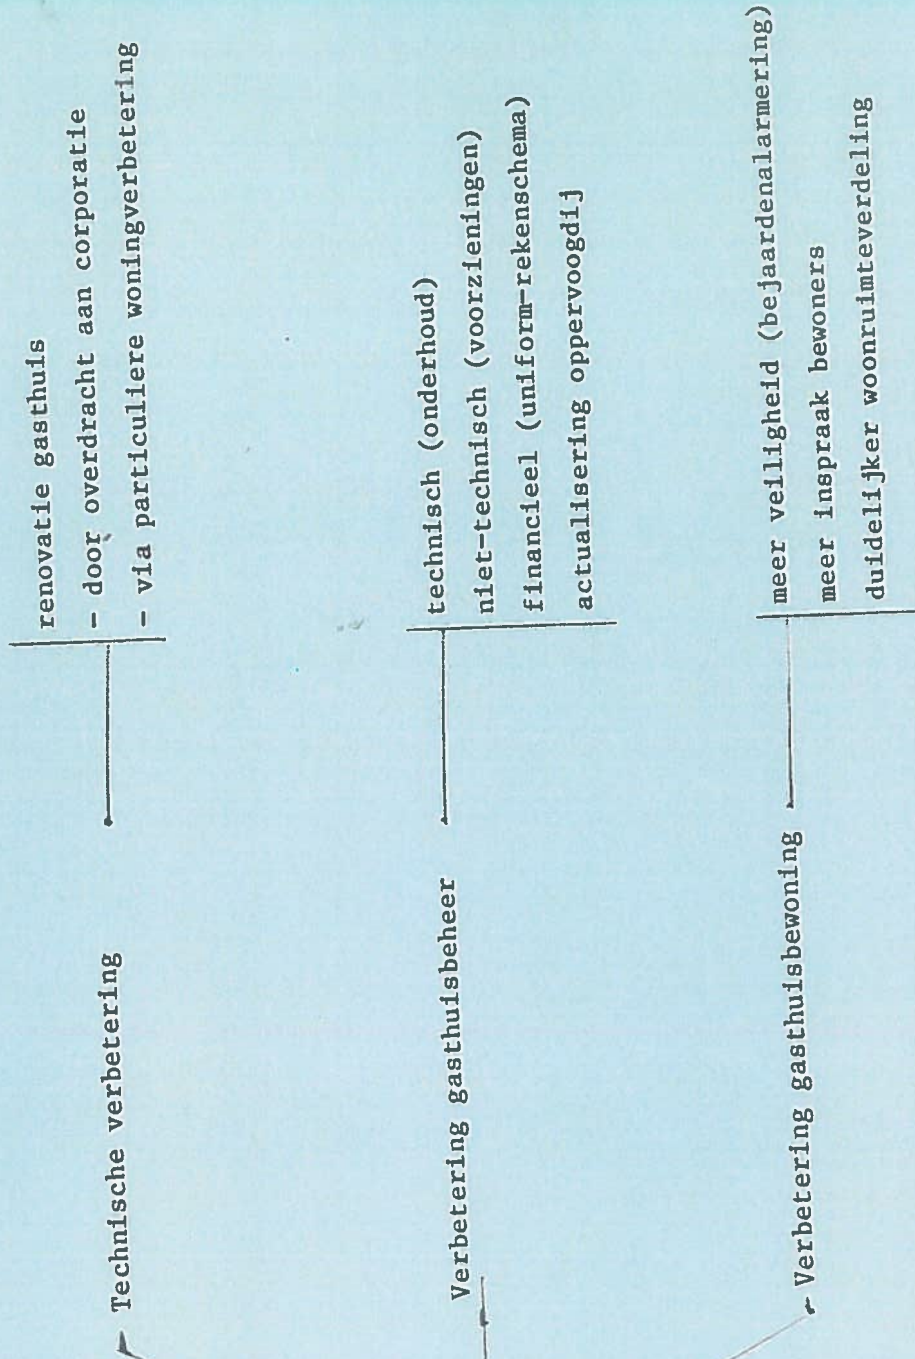 Technische verbetering
renovatie gasthuis
- door overdracht aan corporatie
- via particuliere woningverbetering
Verbetering gasthuisbeheer
technisch (onderhoud)
niet-technisch (voorzieningen)
financieel (uniform-rekenschema)
actualisering oppervoogdij
Verbetering gasthuisbewoning
meer veiligheid (bejaardenalarmering)
meer inspraak bewoners
duidelijker woonruimteverdeling